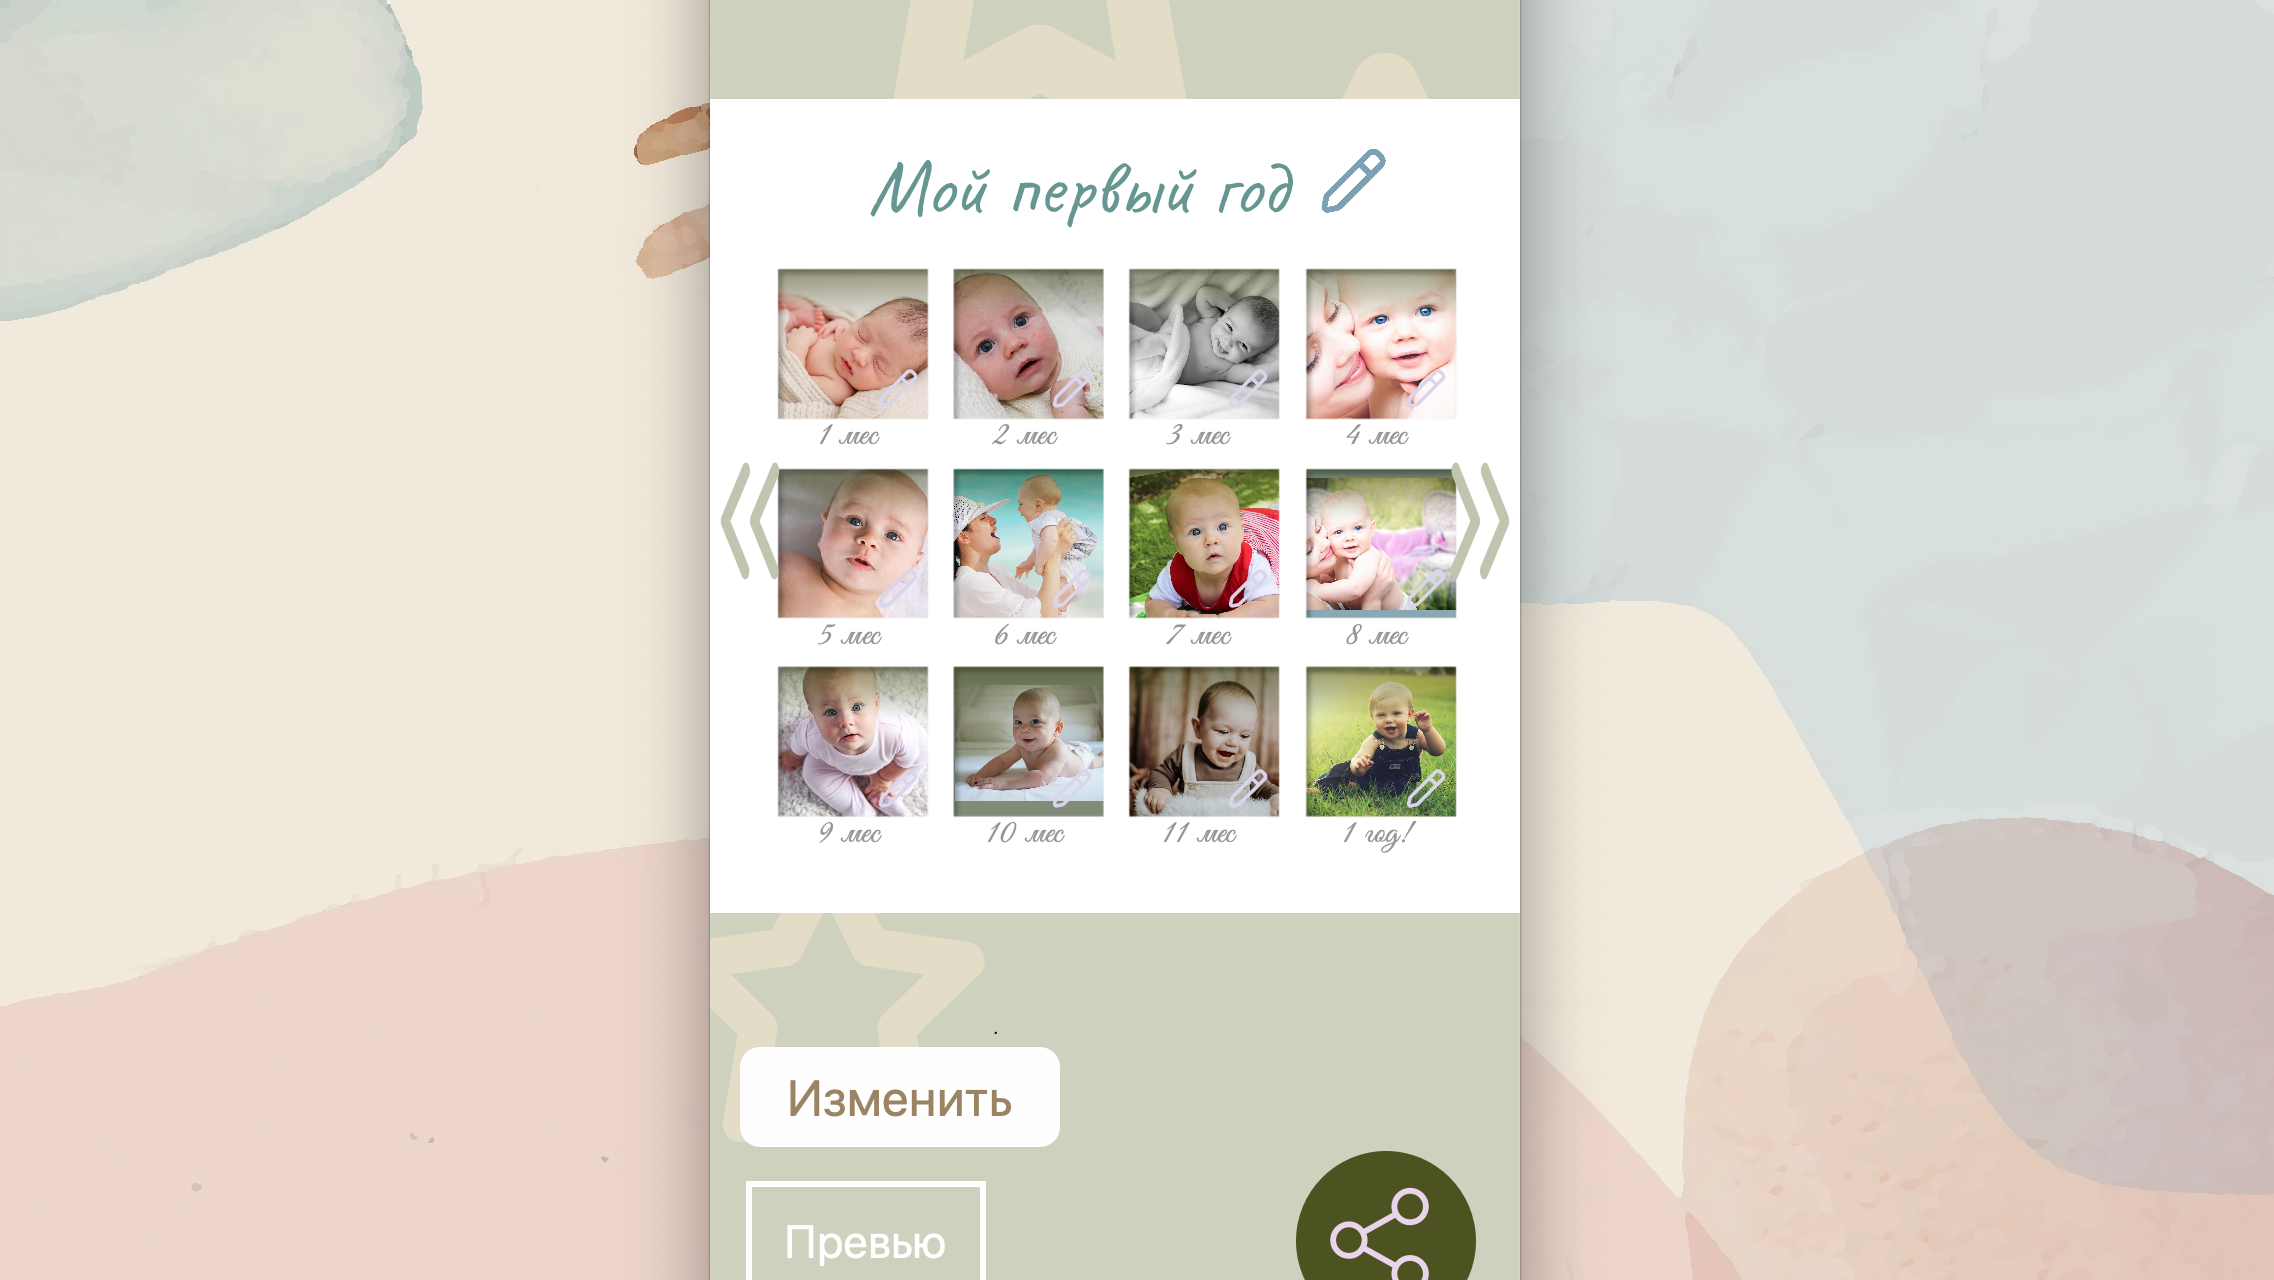 Мой первый год
1 мес 2 мес 3 мес 4 мес
5 мес 6 мес 7 мес 8 мес
9 мес 10 мес 11 мес 1 год!
Изменить
Превью